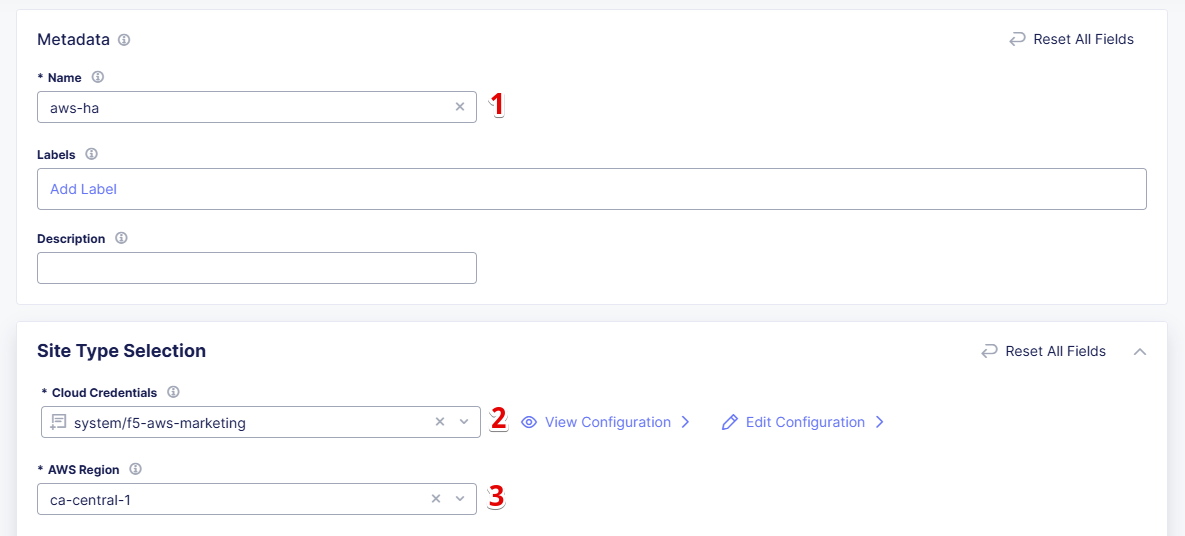 Metadata
Reset All Fields
* Name
aws-ha
1
Labels
Add Label
Description
Site Type Selection
Reset All Fields
* Cloud Credentials
system/f5-aws-marketing
2
View Configuration
Edit Configuration
* AWS Region
ca-central-1
3